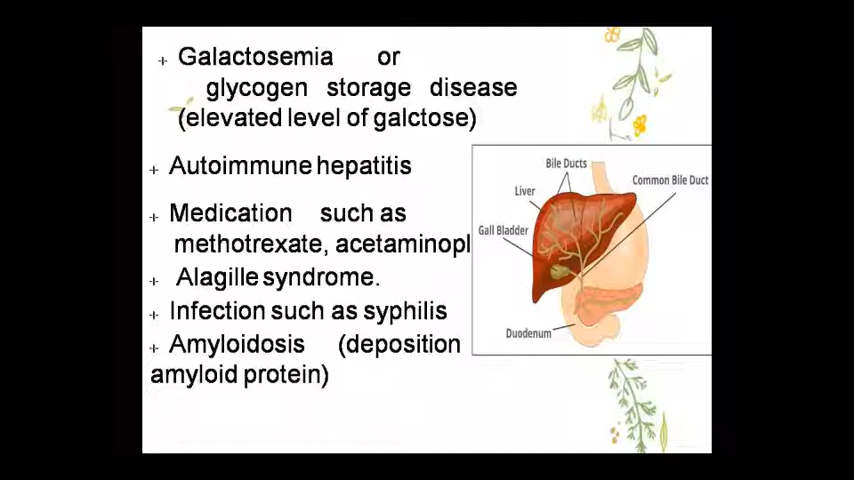 Galactosemia or
glycogen storage disease
(elevated level of galctose)
Autoimmune hepatitis
Medication such as
methotrexate, acetaminopl
Alagille syndrome.
Infection such as syphilis
Amyloidosis (deposition
amyloid protein)
Bile Ducts
Liver
Common Bile Duct
Gall Bladder
Duodenum